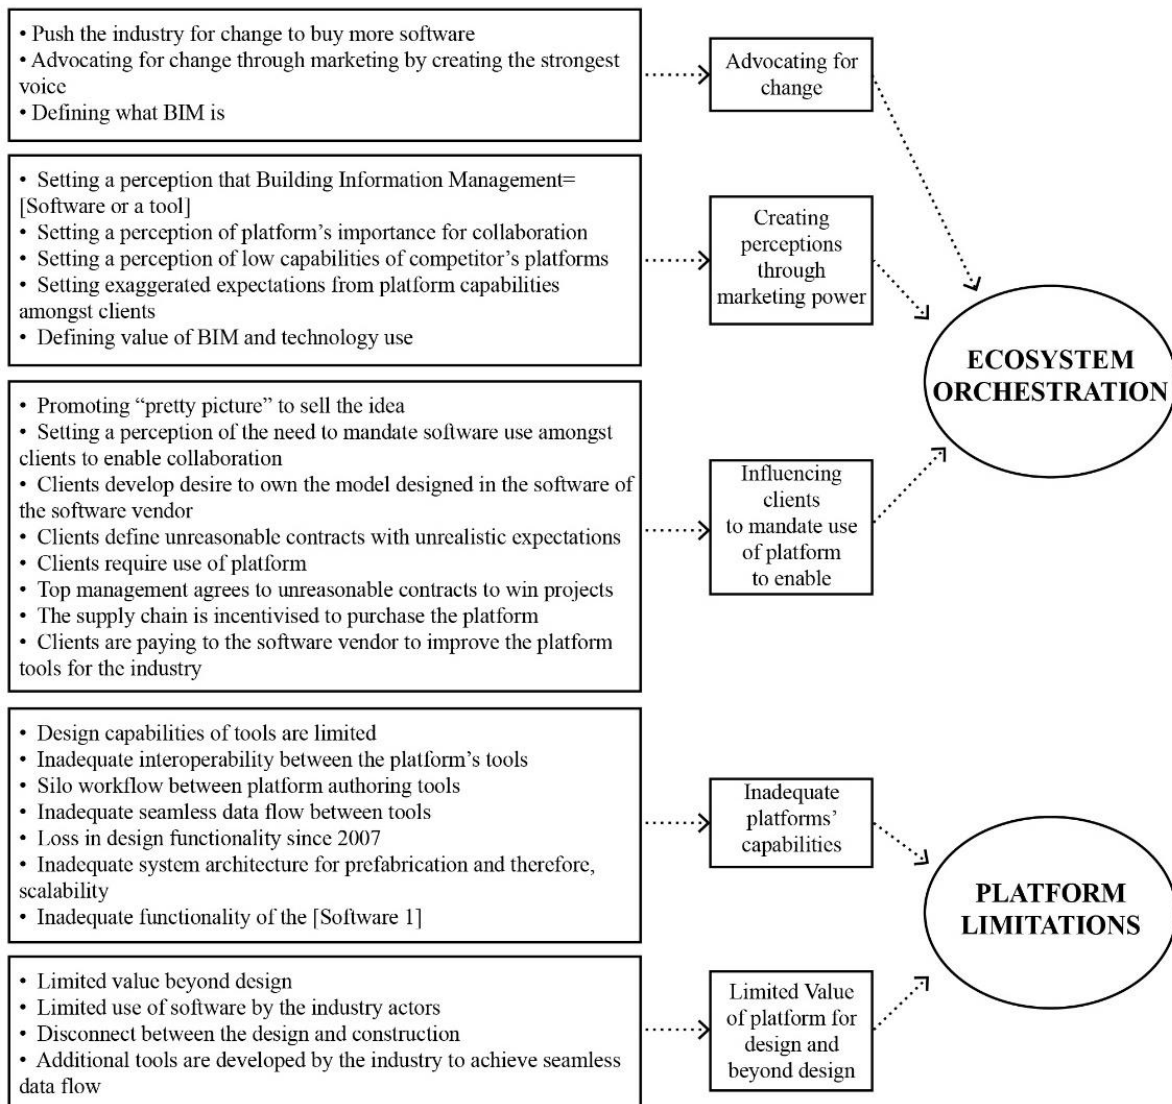 • Push the industry for change to buy more software
• Advocating for change through marketing by creating the strongest
voice
• Defining what BIM is
Advocating for
change
• Setting a perception that Building Information Management=
[Software or a tool]
• Setting a perception of platform's importance for collaboration
• Setting a perception of low capabilities of competitor's platforms
• Setting exaggerated expectations from platform capabilities
amongst clients
• Defining value of BIM and technology use
Creating
perceptions
through
marketing power
ECOSYSTEM
ORCHESTRATION
• Promoting “pretty picture” to sell the idea
• Setting a perception of the need to mandate software use amongst
clients to enable collaboration
• Clients develop desire to own the model designed in the software of
the software vendor
• Clients define unreasonable contracts with unrealistic expectations
• Clients require use of platform
• Top management agrees to unreasonable contracts to win projects
• The supply chain is incentivised to purchase the platform
• Clients are paying to the software vendor to improve the platform
tools for the industry
Influencing
clients
to mandate use
of platform
to enable
• Design capabilities of tools are limited
• Inadequate interoperability between the platform's tools
• Silo workflow between platform authoring tools
• Inadequate seamless data flow between tools
• Loss in design functionality since 2007
• Inadequate system architecture for prefabrication and therefore,
scalability
• Inadequate functionality of the [Software 1]
Inadequate
platforms'
capabilities
PLATFORM
LIMITATIONS
• Limited value beyond design
• Limited use of software by the industry actors
• Disconnect between the design and construction
• Additional tools are developed by the industry to achieve seamless
data flow
Limited Value
of platform for
design and
beyond design